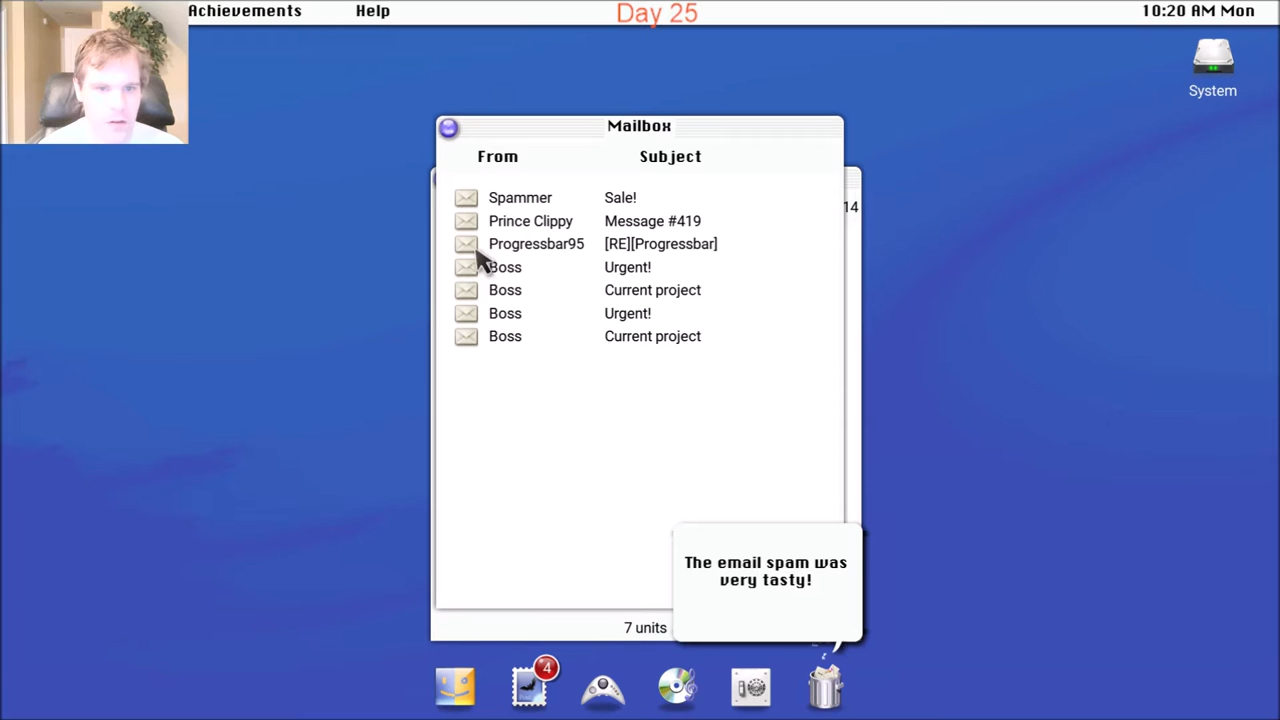 Achievements Help Day 25 10:20 AM Mon
System
Mailbox
From Subject
14
Spammer Sale!
Prince Clippy Message #419
Progressbar95 [RE][Progressbar]
Boss Urgent!
Boss Current project
Boss Urgent!
Boss Current project
The email spam was
very tasty!
7 units
4